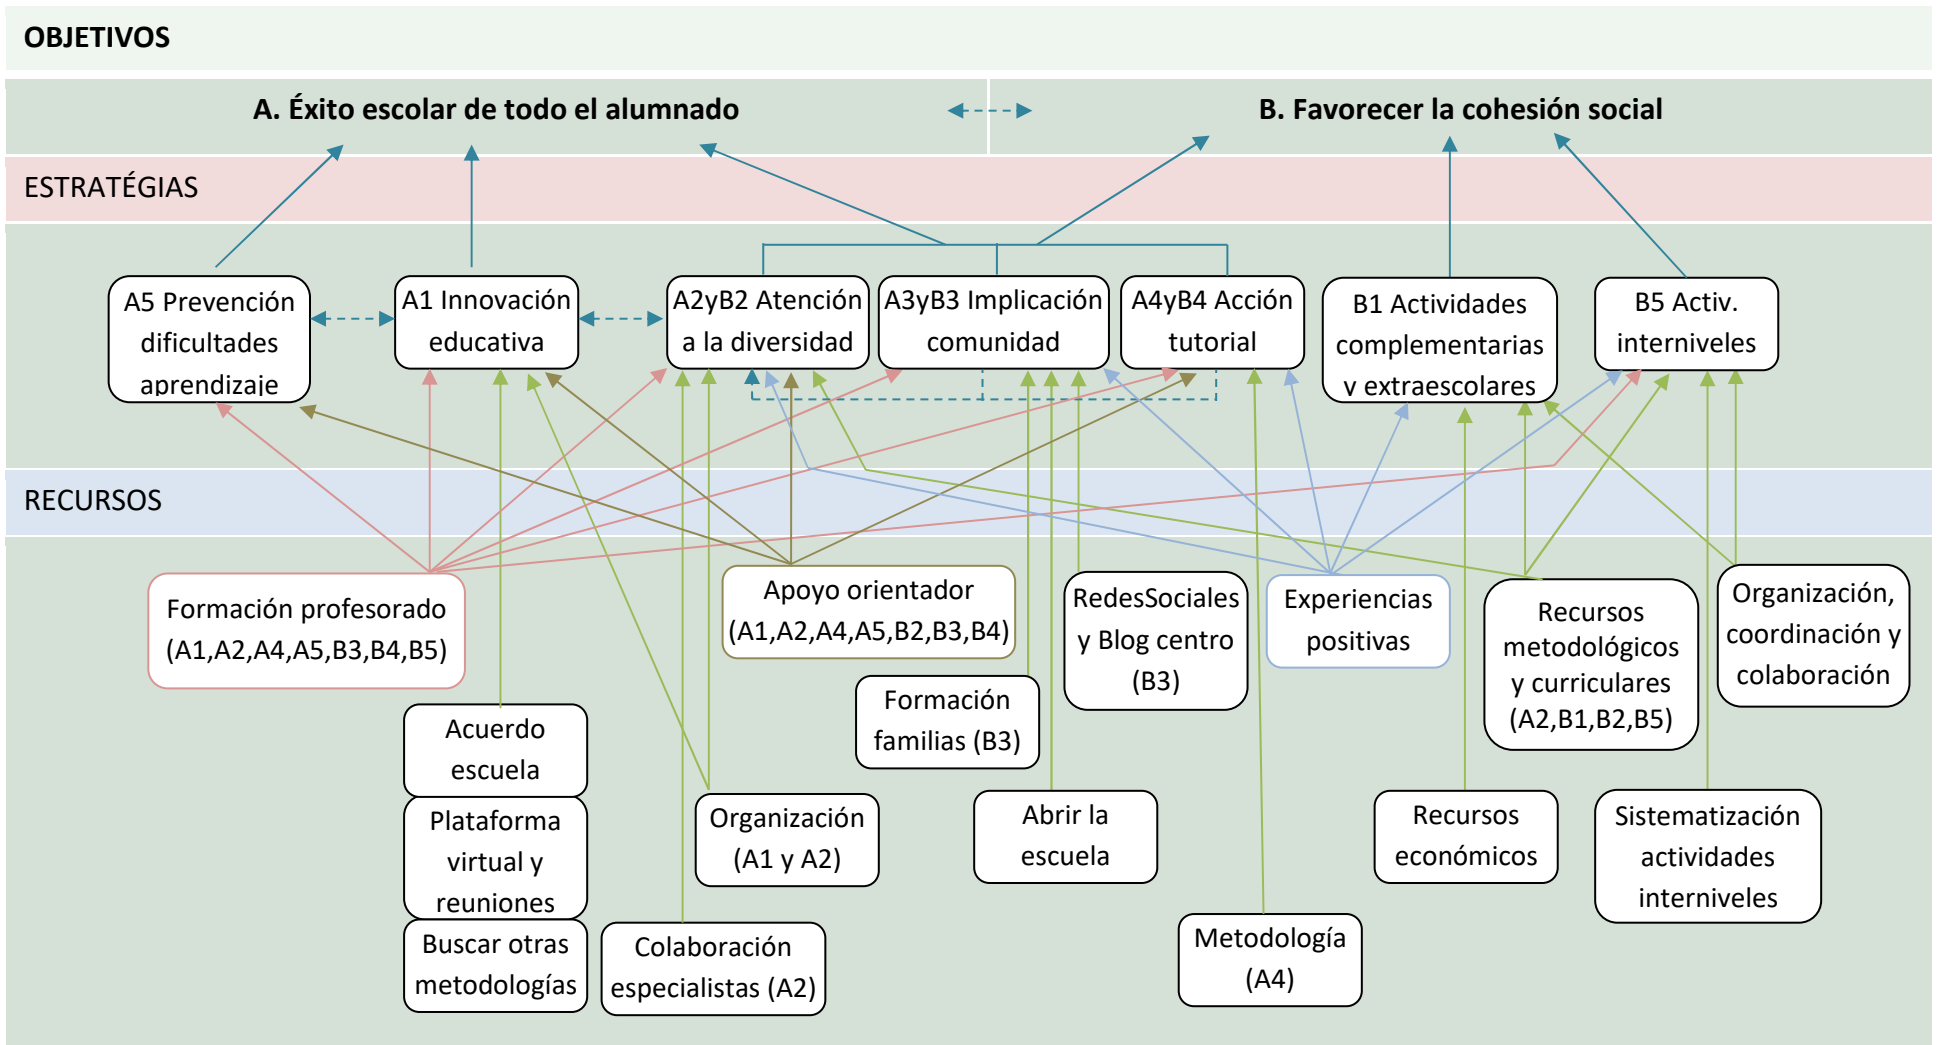 OBJETIVOS
A. Éxito escolar de todo el alumnado
B. Favorecer la cohesión social
ESTRATÉGIAS
A5 Prevención
dificultades
aprendizaje
A1 Innovación
educativa
A2yB2 Atención
a la diversidad
A3yB3 Implicación
comunidad
A4yB4 Acción
tutorial
B1 Actividades
complementarias
y extraescolares
B5 Activ.
interniveles
RECURSOS
Formación profesorado
(A1,A2,A4,A5,B3,B4,B5)
Apoyo orientador
(A1,A2,A4,A5,B2,B3,B4)
RedesSociales
y Blog centro
(B3)
Experiencias
positivas
Recursos
metodológicos
y curriculares
(A2,B1,B2,B5)
Organización,
coordinación y
colaboración
Formación
familias (B3)
Acuerdo
escuela
Plataforma
virtual y
reuniones
Buscar otras
metodologías
Organización
(A1 y A2)
Abrir la
escuela
Recursos
económicos
Sistematización
actividades
interniveles
Colaboración
especialistas (A2)
Metodología
(A4)